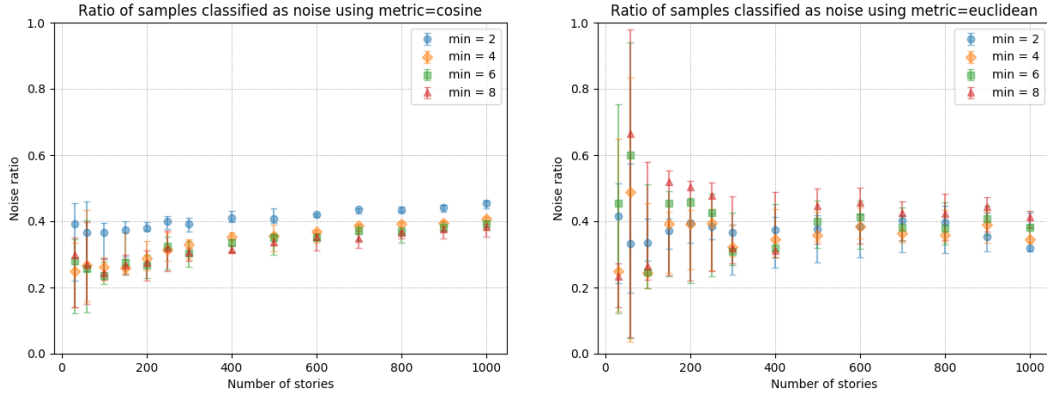 Ratio of samples classified as noise using metric=cosine
1.0
0.8
0.6
0.4
0.2
0.0
Noise ratio
0
200
400
600
800
1000
Number of stories
min = 2
min = 4
min = 6
min = 8
Ratio of samples classified as noise using metric=euclidean
1.0
0.8
0.6
0.4
0.2
0.0
Noise ratio
0
200
400
600
800
1000
Number of stories
min = 2
min = 4
min = 6
min = 8